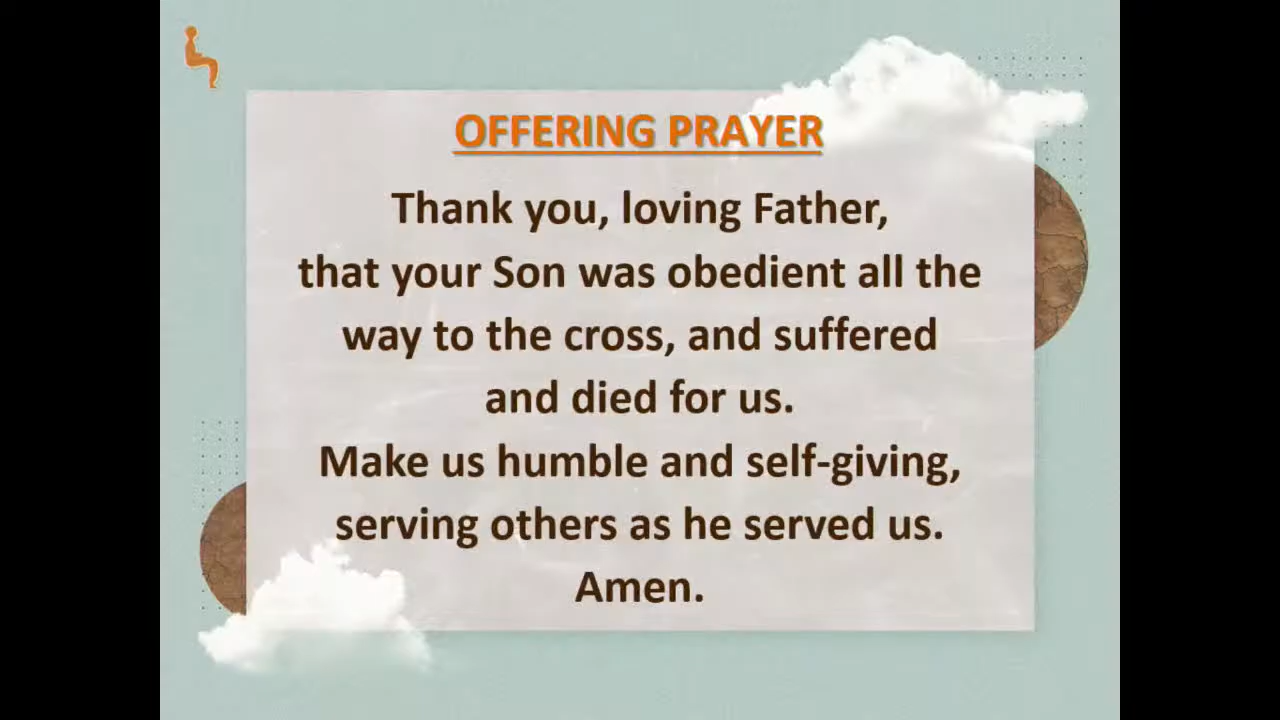 OFFERING PRAYER
Thank you, loving Father,
that your Son was obedient all the
way to the cross, and suffered
and died for us.
Make us humble and self-giving,
serving others as he served us.
Amen.